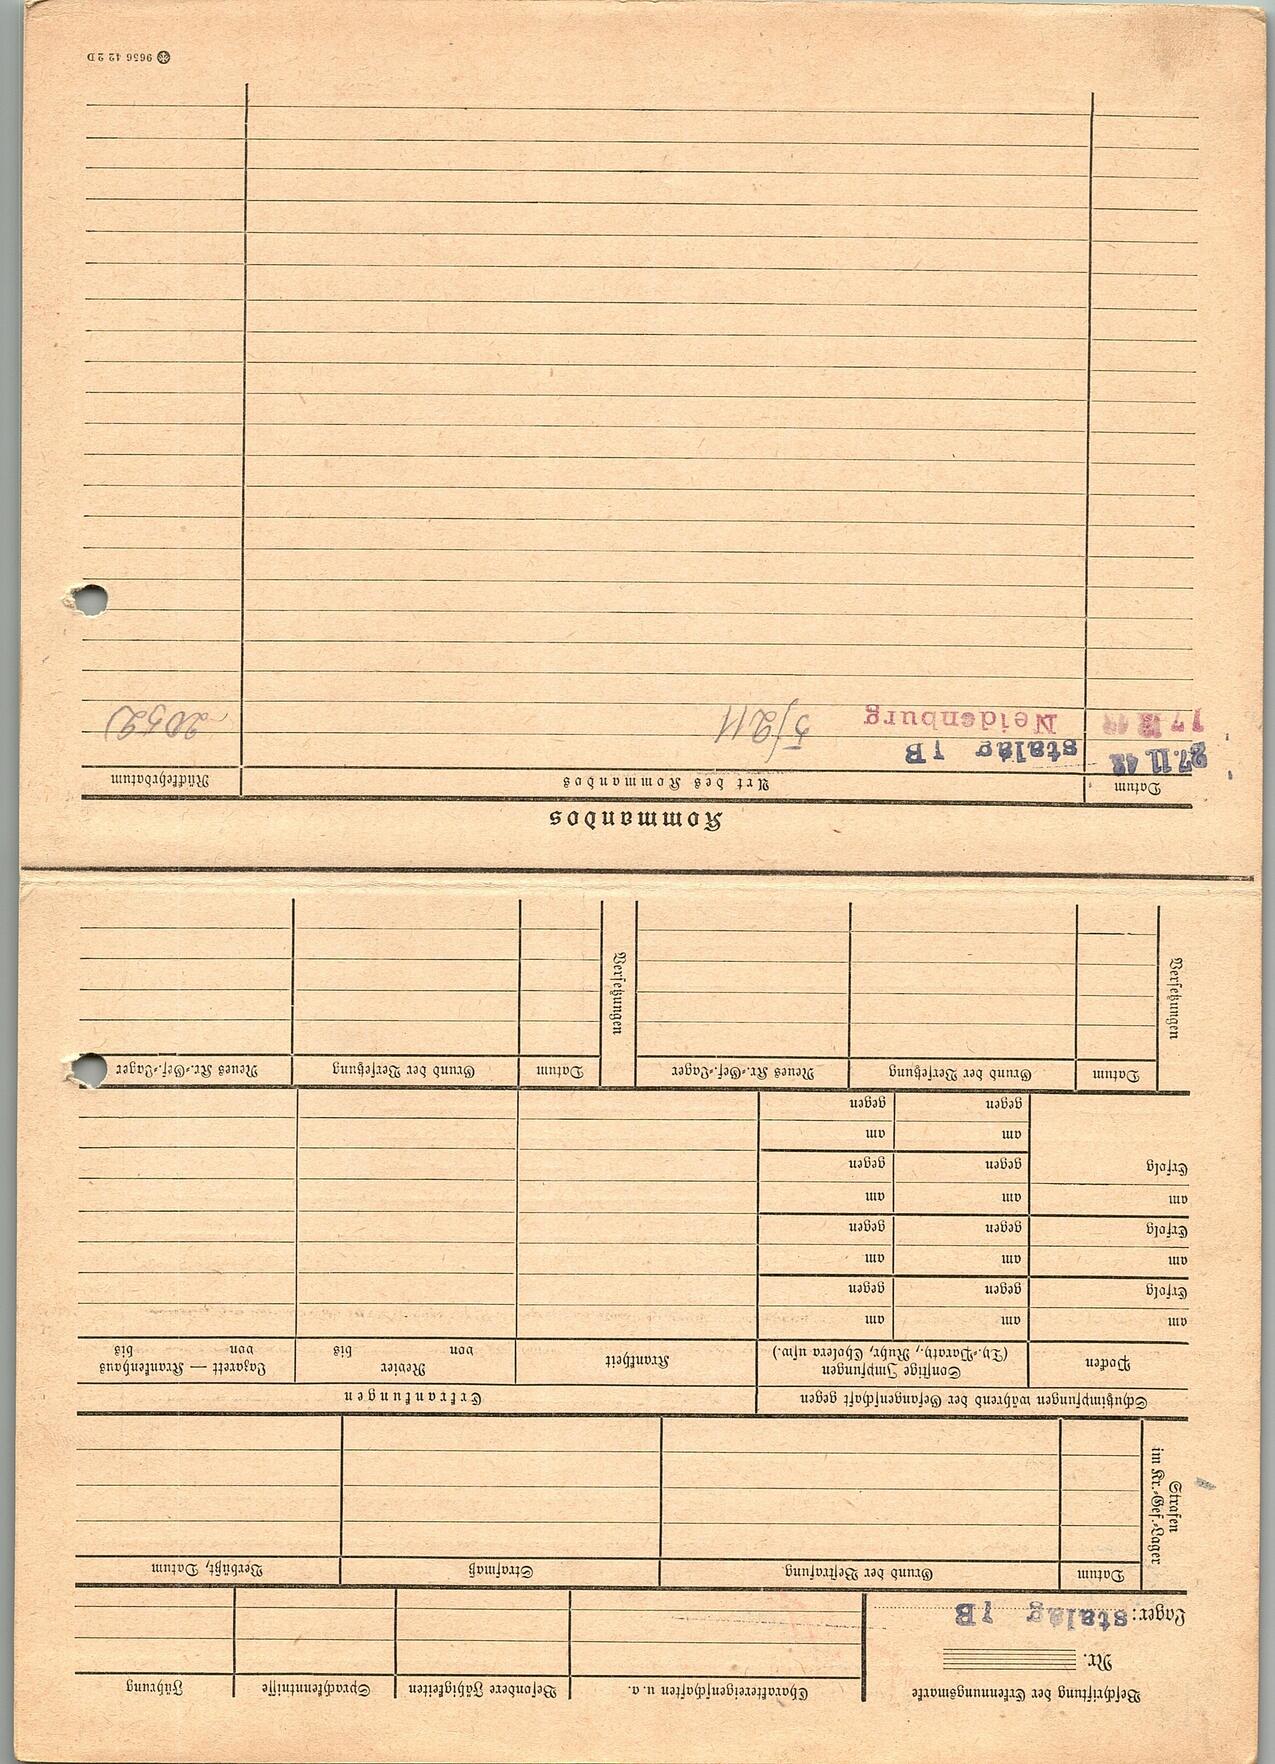 Beschriftung der Erkennungsmarke
Nr.
Lager: Stalag IB
Charaktereigenschaften u. a.
Besondere Fähigkeiten
Sprachkenntnisse
Führung
Strafen
im Kr.-Gef.-Lager
Datum
Grund der Bestrafung.
Strafmaß
Verbüßt, Datum
Schutzimpfungen während der Gefangenschaft gegen
Erkrankungen
Pocken
Sonstige Impfungen
(Ty.-Paraty., Ruhr, Cholera usw.)
Krankheit
Revier
von bis
Lazarett — Krankenhaus
von bis
am am am
Erfolg gegen gegen
am am am
Erfolg gegen gegen
am am am
Erfolg gegen gegen
am am
gegen gegen
Versetzungen
Datum Grund der Versetzung Neues Kr.-Gef.-Lager
Versetzungen
Datum Grund der Versetzung Neues Kr.-Gef.-Lager
Kommandos
Datum Art des Kommandos Rückkehrdatum
27.11.42 Stalag IB
Neidenburg 5/211
9656 42 2 D